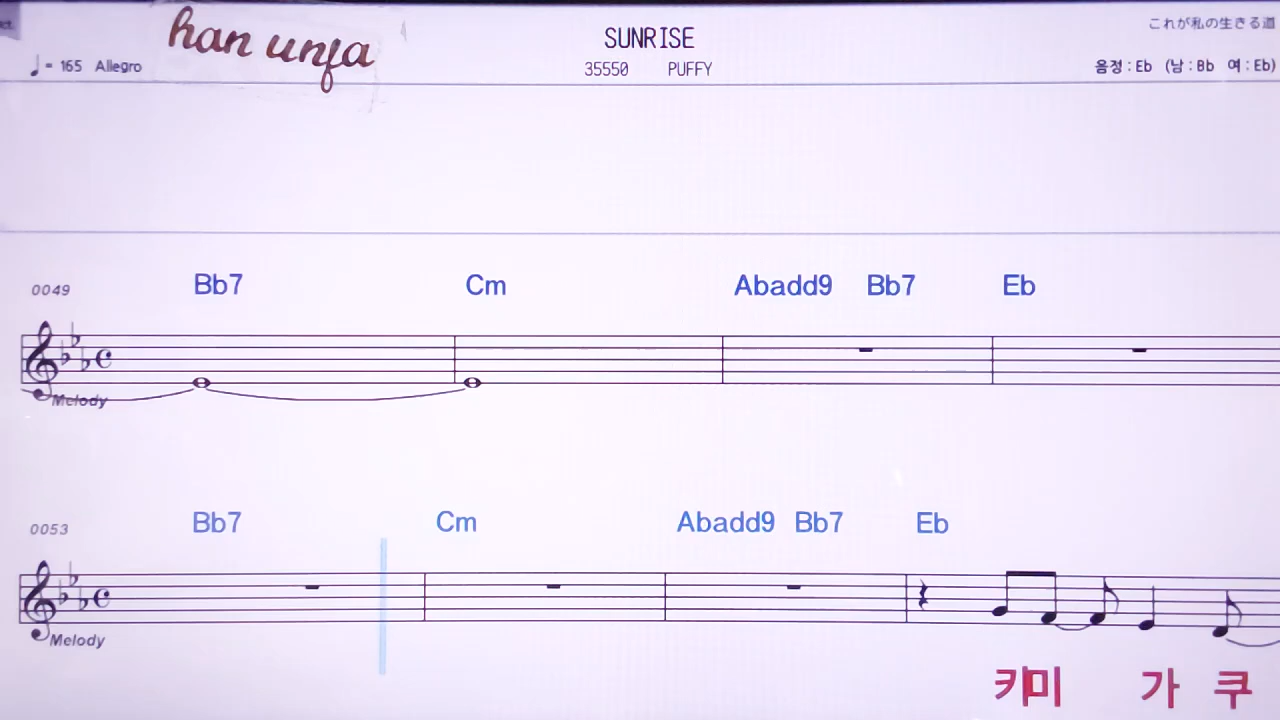 han unfa
SUNRISE
これが私の生きる道
♩= 165 Allegro
35550 PUFFY
음정 : Eb (남 : Bb 여 : Eb)
0049 Bb7 Cm Abadd9 Bb7 Eb
Melody
0053 Bb7 Cm Abadd9 Bb7 Eb
Melody
키미 가 쿠